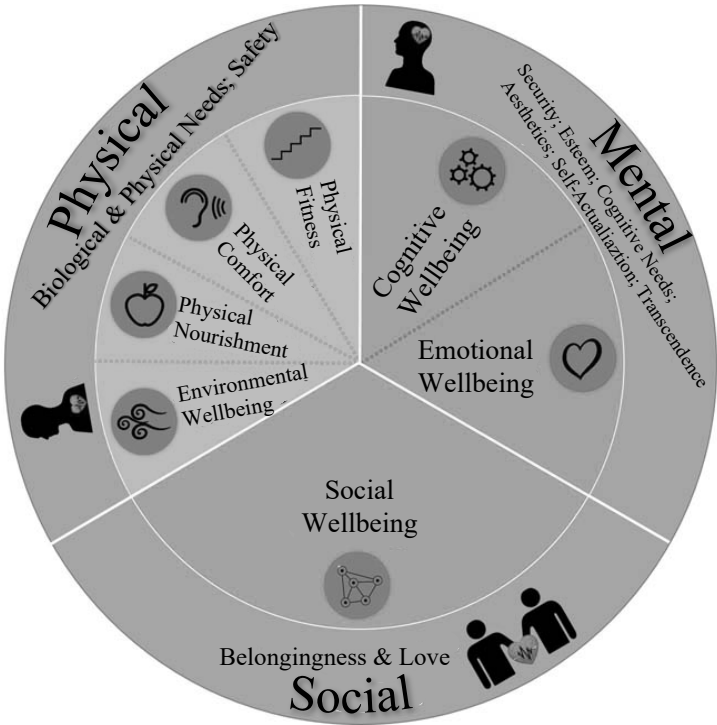 Physical
Biological & Physical Needs; Safety
Physical
Fitness
Physical
Comfort
Physical
Nourishment
Environmental
Wellbeing
Mental
Security; Esteem; Cognitive Needs;
Aesthetics; Self-Actualiaztion; Transcendence
Cognitive
Wellbeing
Emotional
Wellbeing
Social
Wellbeing
Belongingness & Love
Social